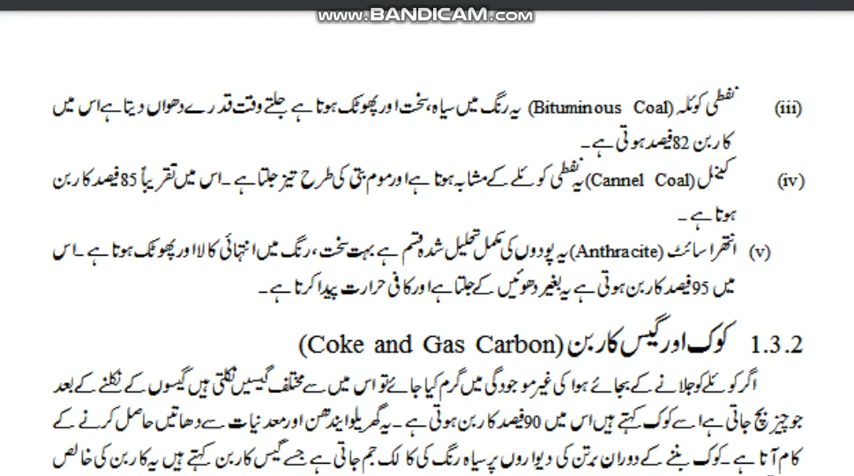 www.BANDICAM.com
(iii) نفطی کوئلہ (Bituminous Coal) یہ رنگ میں سیاہ، سخت اور پھوٹک ہوتا ہے جلتے وقت قدرے دھواں دیتا ہے اس میں
کاربن 82 فیصد ہوتی ہے۔
(iv) کینل (Cannel Coal) یہ نفطی کوئلے کے مشابہ ہوتا ہے اور موم بتی کی طرح تیز جلتا ہے۔ اس میں تقریباً 85 فیصد کاربن
ہوتا ہے۔
(v) انتھراسائٹ (Anthracite) یہ پودوں کی مکمل تحلیل شدہ قسم ہے بہت سخت، رنگ میں انتہائی کالا اور پھوٹک ہوتا ہے۔ اس
میں 95 فیصد کاربن ہوتی ہے یہ بغیر دھوئیں کے جلتا ہے اور کافی حرارت پیدا کرتا ہے۔
1.3.2 کوک اور گیس کاربن (Coke and Gas Carbon)
اگر کوئلے کو جلانے کے بجائے ہوا کی غیر موجودگی میں گرم کیا جائے تو اس میں سے مختلف گیسیں نکلتی ہیں گیسوں کے نکلنے کے بعد
جو چیز بچ جاتی ہے اسے کوک کہتے ہیں اس میں 90 فیصد کاربن ہوتی ہے۔ یہ گھریلو ایندھن اور معدنیات سے دھاتیں حاصل کرنے کے
کام آتا ہے۔ کوک بننے کے دوران برتن کی دیواروں پر سیاہ رنگ کی کالک جم جاتی ہے جسے گیس کاربن کہتے ہیں یہ کاربن کی خالص